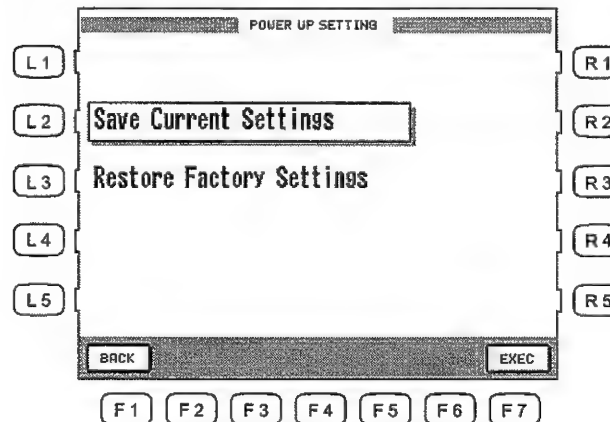 POWER UP SETTING
L1 R1
L2 Save Current Settings R2
L3 Restore Factory Settings R3
L4 R4
L5 R5
BACK EXEC
F1 F2 F3 F4 F5 F6 F7